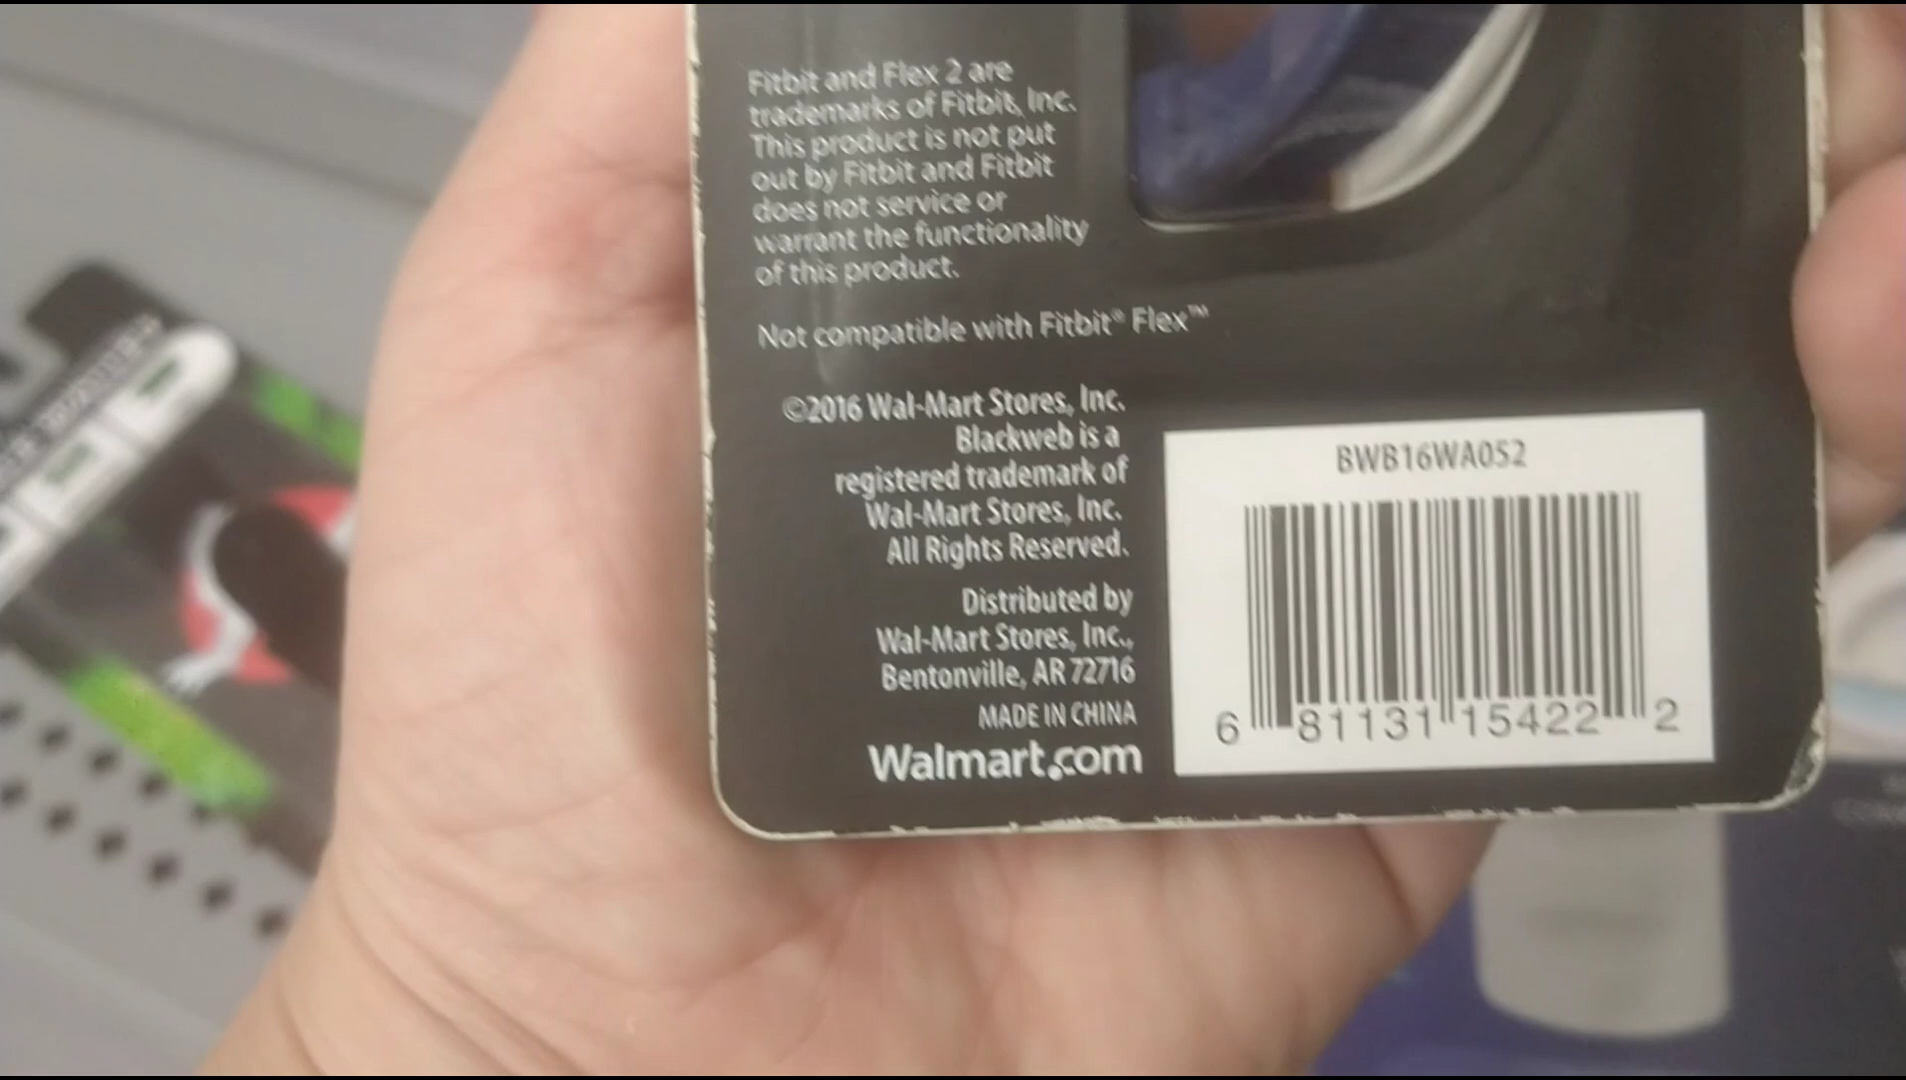 Fitbit and Flex 2 are
trademarks of Fitbit, Inc.
This product is not put
out by Fitbit and Fitbit
does not service or
warrant the functionality
of this product.
Not compatible with Fitbit® Flex™
©2016 Wal-Mart Stores, Inc.
Blackweb is a
registered trademark of
Wal-Mart Stores, Inc.
All Rights Reserved.
Distributed by
Wal-Mart Stores, Inc.,
Bentonville, AR 72716
MADE IN CHINA
Walmart.com
BWB16WA052
6 81131 15422 2